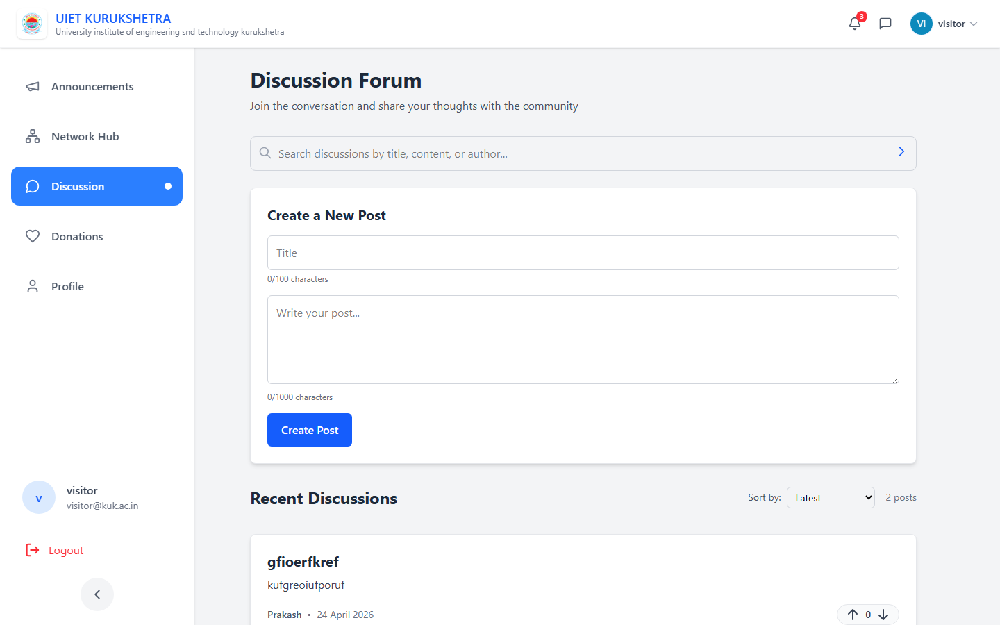 UIET KURUKSHETRA
University institute of engineering snd technology kurukshetra
3
VI
visitor
Announcements
Network Hub
Discussion
Donations
Profile
v
visitor
visitor@kuk.ac.in
Logout
Discussion Forum
Join the conversation and share your thoughts with the community
Search discussions by title, content, or author...
Create a New Post
Title
0/100 characters
Write your post...
0/1000 characters
Create Post
Recent Discussions
Sort by:
Latest
2 posts
gfioerfkref
kufgreoiufporuf
Prakash • 24 April 2026
0